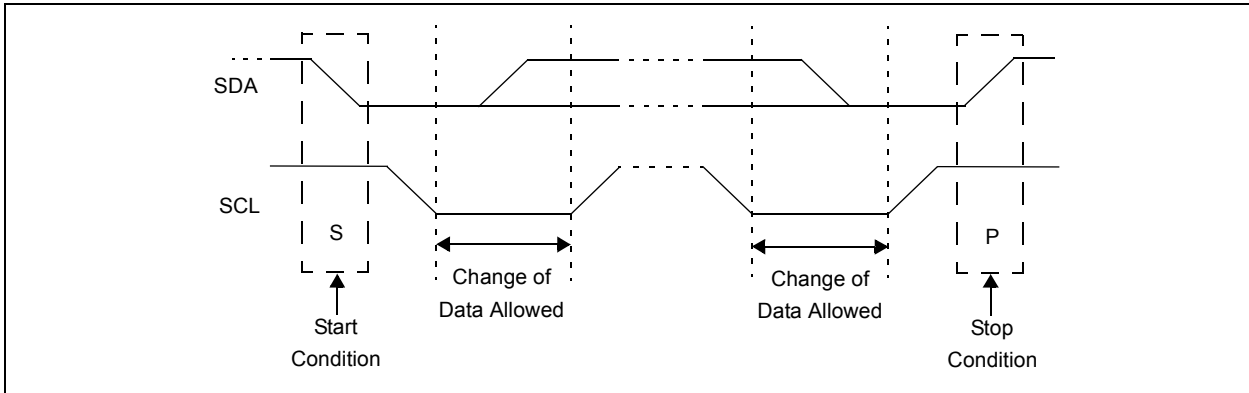 SDA
SCL
S
P
Change of
Data Allowed
Change of
Data Allowed
Start
Condition
Stop
Condition